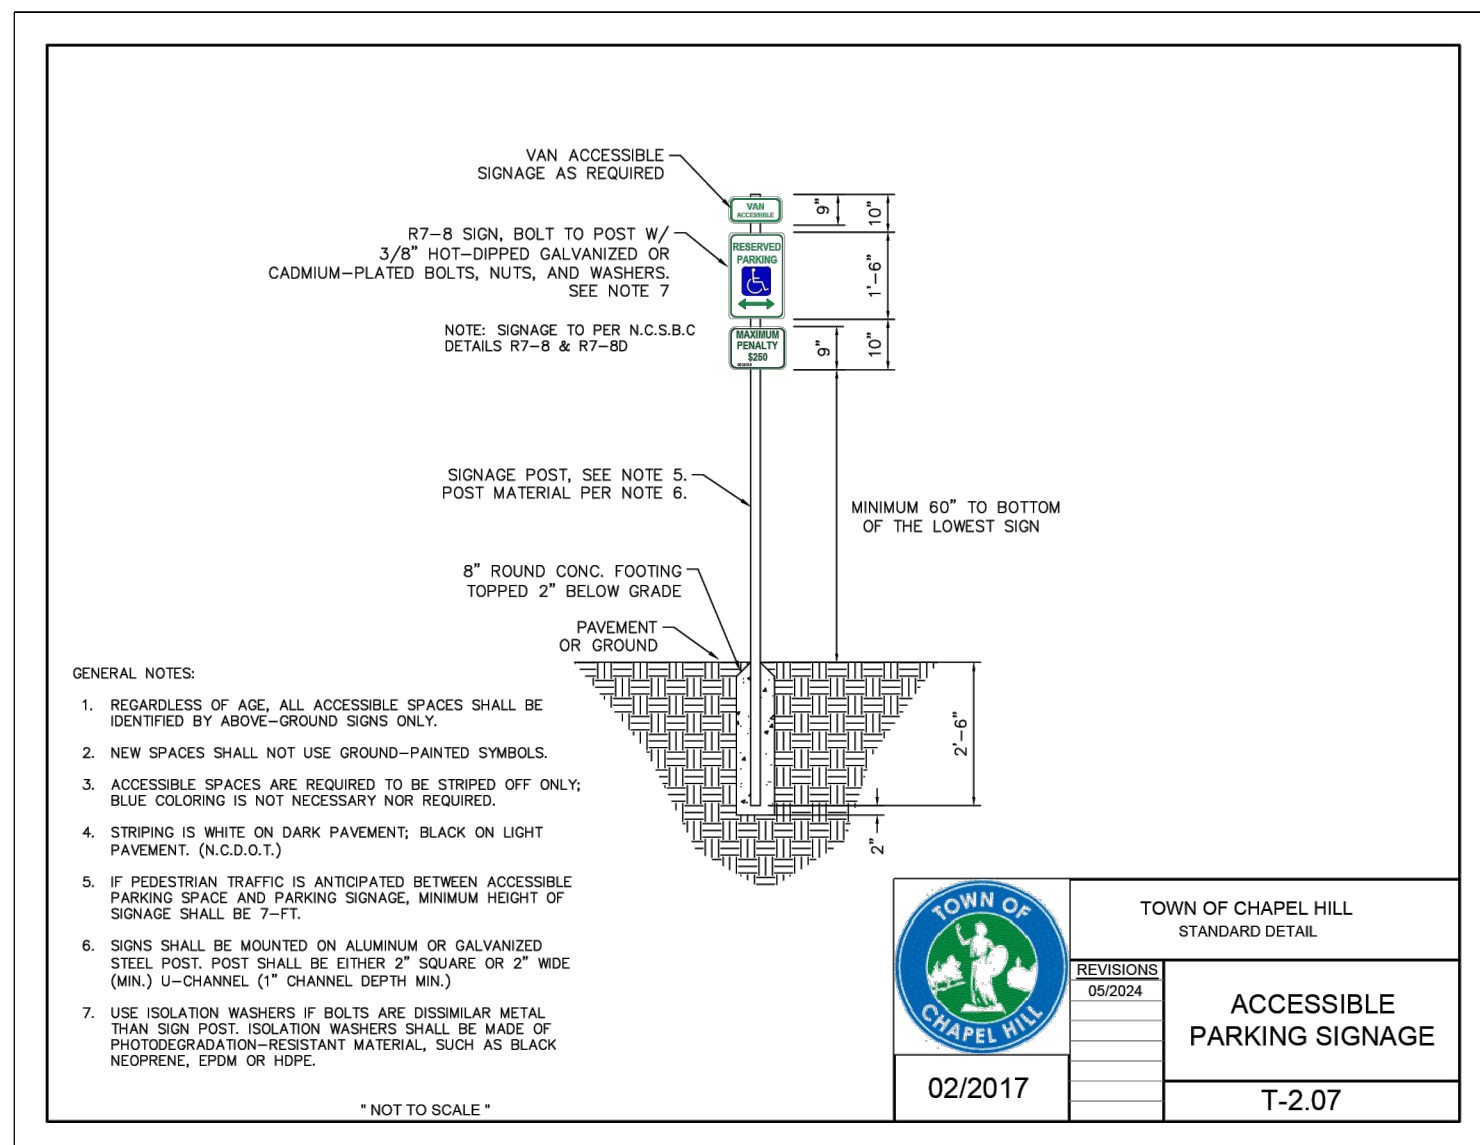 VAN ACCESSIBLE
SIGNAGE AS REQUIRED
R7-8 SIGN, BOLT TO POST W/
3/8" HOT-DIPPED GALVANIZED OR
CADMIUM-PLATED BOLTS, NUTS, AND WASHERS.
SEE NOTE 7
NOTE: SIGNAGE TO PER N.C.S.B.C
DETAILS R7-8 & R7-8D
VAN
ACCESSIBLE
RESERVED
PARKING
MAXIMUM
PENALTY
$250
9"
10"
1'-6"
9"
10"
SIGNAGE POST, SEE NOTE 5.
POST MATERIAL PER NOTE 6.
MINIMUM 60" TO BOTTOM
OF THE LOWEST SIGN
8" ROUND CONC. FOOTING
TOPPED 2" BELOW GRADE
PAVEMENT
OR GROUND
2'-6"
2"
GENERAL NOTES:
1. REGARDLESS OF AGE, ALL ACCESSIBLE SPACES SHALL BE
IDENTIFIED BY ABOVE-GROUND SIGNS ONLY.
2. NEW SPACES SHALL NOT USE GROUND-PAINTED SYMBOLS.
3. ACCESSIBLE SPACES ARE REQUIRED TO BE STRIPED OFF ONLY;
BLUE COLORING IS NOT NECESSARY NOR REQUIRED.
4. STRIPING IS WHITE ON DARK PAVEMENT; BLACK ON LIGHT
PAVEMENT. (N.C.D.O.T.)
5. IF PEDESTRIAN TRAFFIC IS ANTICIPATED BETWEEN ACCESSIBLE
PARKING SPACE AND PARKING SIGNAGE, MINIMUM HEIGHT OF
SIGNAGE SHALL BE 7-FT.
6. SIGNS SHALL BE MOUNTED ON ALUMINUM OR GALVANIZED
STEEL POST. POST SHALL BE EITHER 2" SQUARE OR 2" WIDE
(MIN.) U-CHANNEL (1" CHANNEL DEPTH MIN.)
7. USE ISOLATION WASHERS IF BOLTS ARE DISSIMILAR METAL
THAN SIGN POST. ISOLATION WASHERS SHALL BE MADE OF
PHOTODEGRADATION-RESISTANT MATERIAL, SUCH AS BLACK
NEOPRENE, EPDM OR HDPE.
" NOT TO SCALE "
TOWN OF
CHAPEL HILL
02/2017
TOWN OF CHAPEL HILL
STANDARD DETAIL
REVISIONS
05/2024
ACCESSIBLE
PARKING SIGNAGE
T-2.07